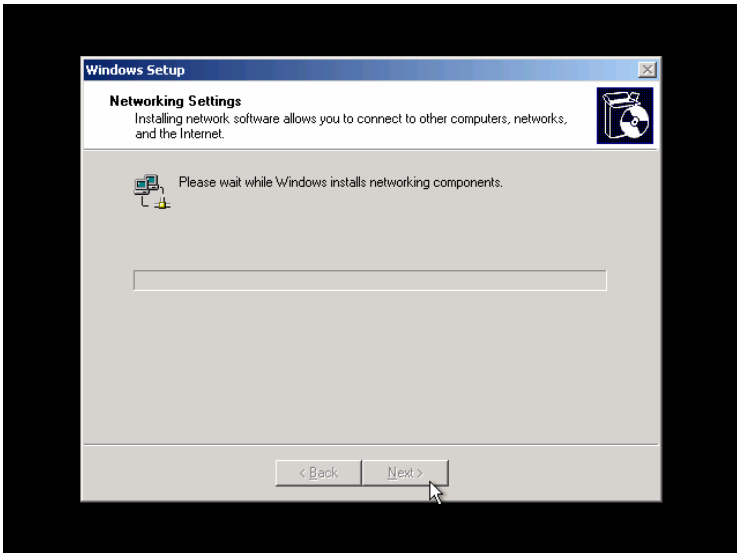 Windows Setup
Networking Settings
Installing network software allows you to connect to other computers, networks,
and the Internet.
Please wait while Windows installs networking components.
< Back
Next >